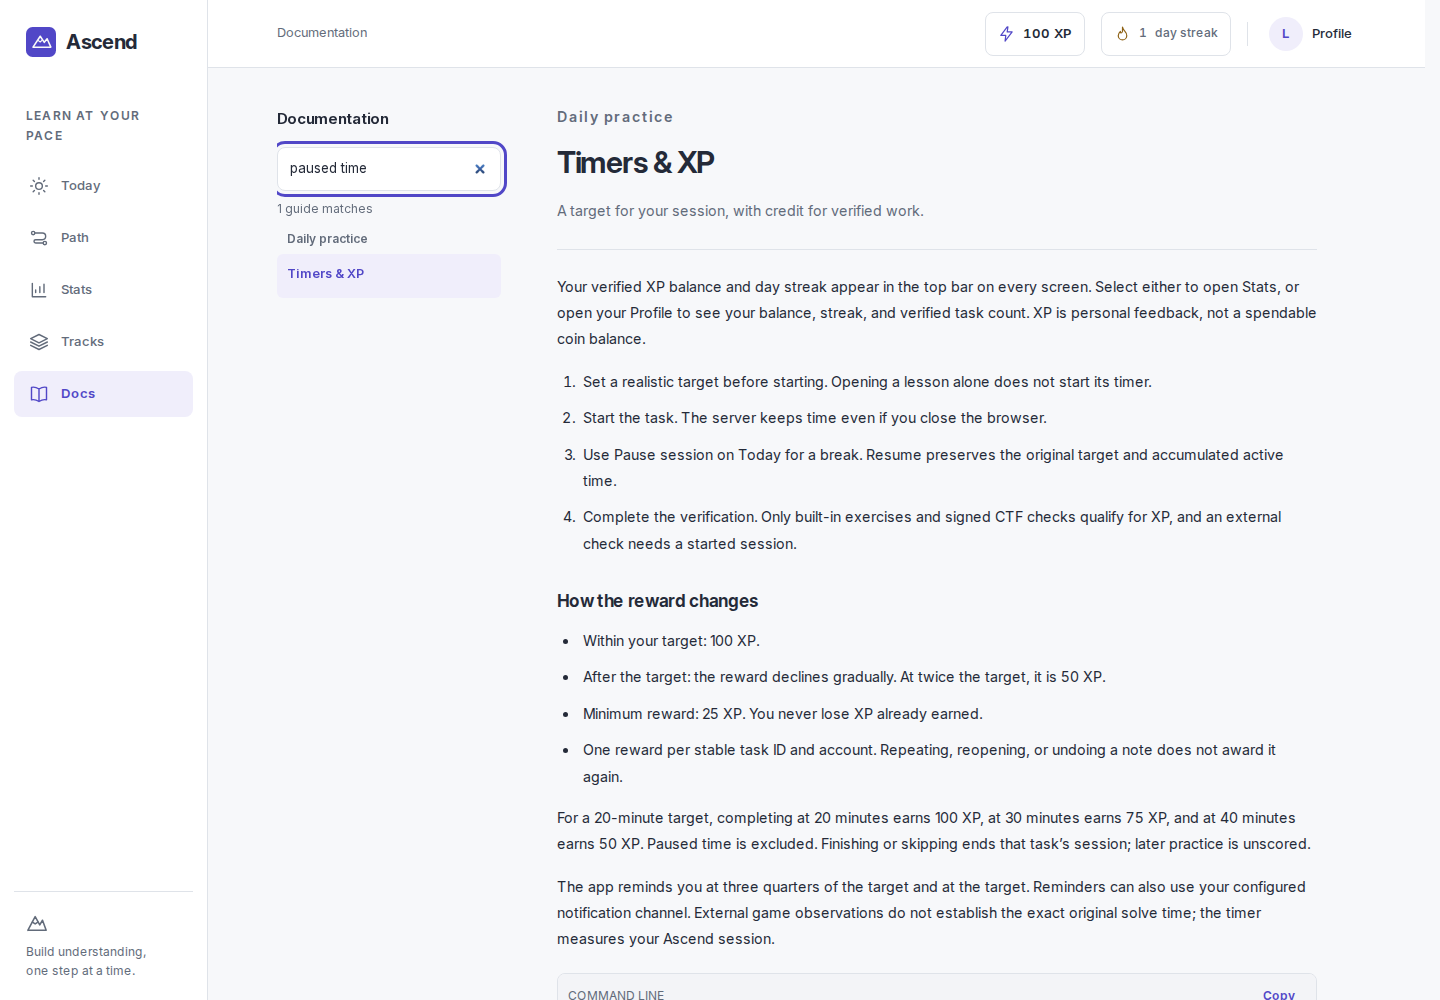 Ascend
LEARN AT YOUR
PACE
Today
Path
Stats
Tracks
Docs
Build understanding,
one step at a time.
Documentation
100 XP
1 day streak
L
Profile
Documentation
paused time
1 guide matches
Daily practice
Timers & XP
Daily practice
Timers & XP
A target for your session, with credit for verified work.
Your verified XP balance and day streak appear in the top bar on every screen. Select either to open Stats, or
open your Profile to see your balance, streak, and verified task count. XP is personal feedback, not a spendable
coin balance.
1. Set a realistic target before starting. Opening a lesson alone does not start its timer.
2. Start the task. The server keeps time even if you close the browser.
3. Use Pause session on Today for a break. Resume preserves the original target and accumulated active
time.
4. Complete the verification. Only built-in exercises and signed CTF checks qualify for XP, and an external
check needs a started session.
How the reward changes
• Within your target: 100 XP.
• After the target: the reward declines gradually. At twice the target, it is 50 XP.
• Minimum reward: 25 XP. You never lose XP already earned.
• One reward per stable task ID and account. Repeating, reopening, or undoing a note does not award it
again.
For a 20-minute target, completing at 20 minutes earns 100 XP, at 30 minutes earns 75 XP, and at 40 minutes
earns 50 XP. Paused time is excluded. Finishing or skipping ends that task’s session; later practice is unscored.
The app reminds you at three quarters of the target and at the target. Reminders can also use your configured
notification channel. External game observations do not establish the exact original solve time; the timer
measures your Ascend session.
COMMAND LINE
Copy